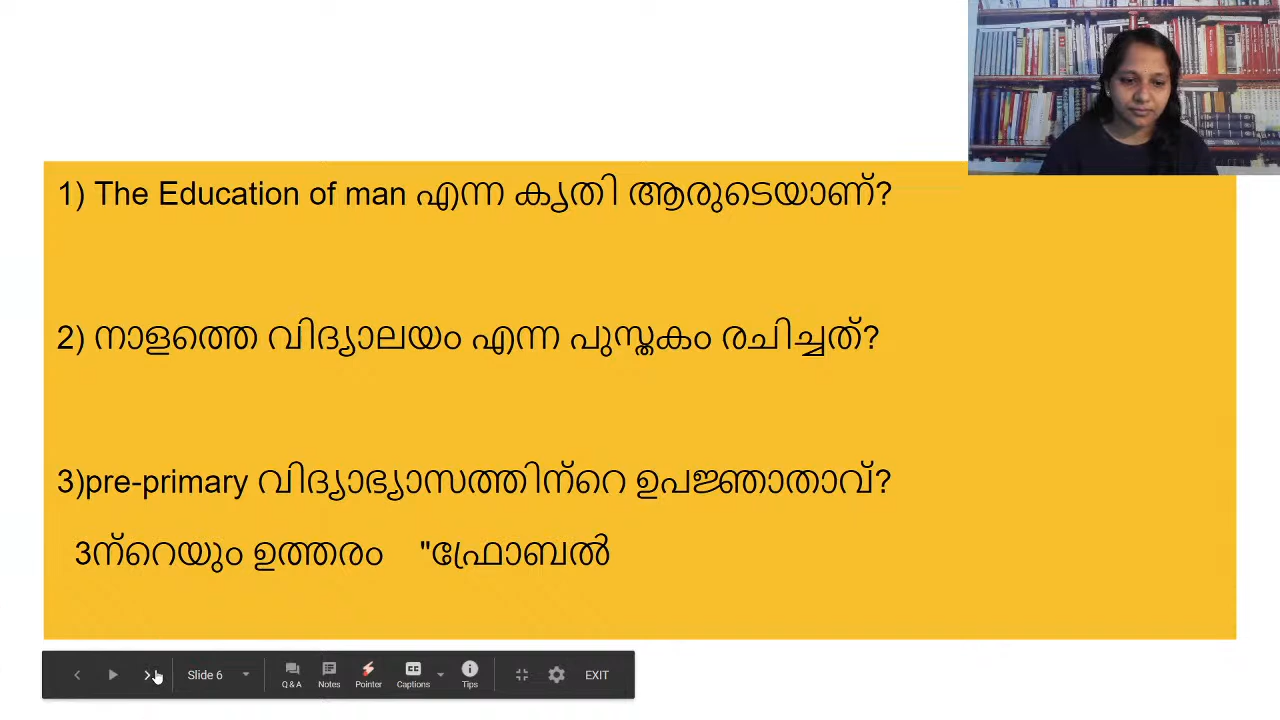 1) The Education of man എന്ന കൃതി ആരുടെയാണ്?
2) നാളത്തെ വിദ്യാലയം എന്ന പുസ്തകം രചിച്ചത്?
3)pre-primary വിദ്യാഭ്യാസത്തിന്റെ ഉപജ്ഞാതാവ്?
3ന്റെയും ഉത്തരം "ഫ്രോബൽ
Slide 6
Q & A
Notes
Pointer
CC
Captions
Tips
EXIT